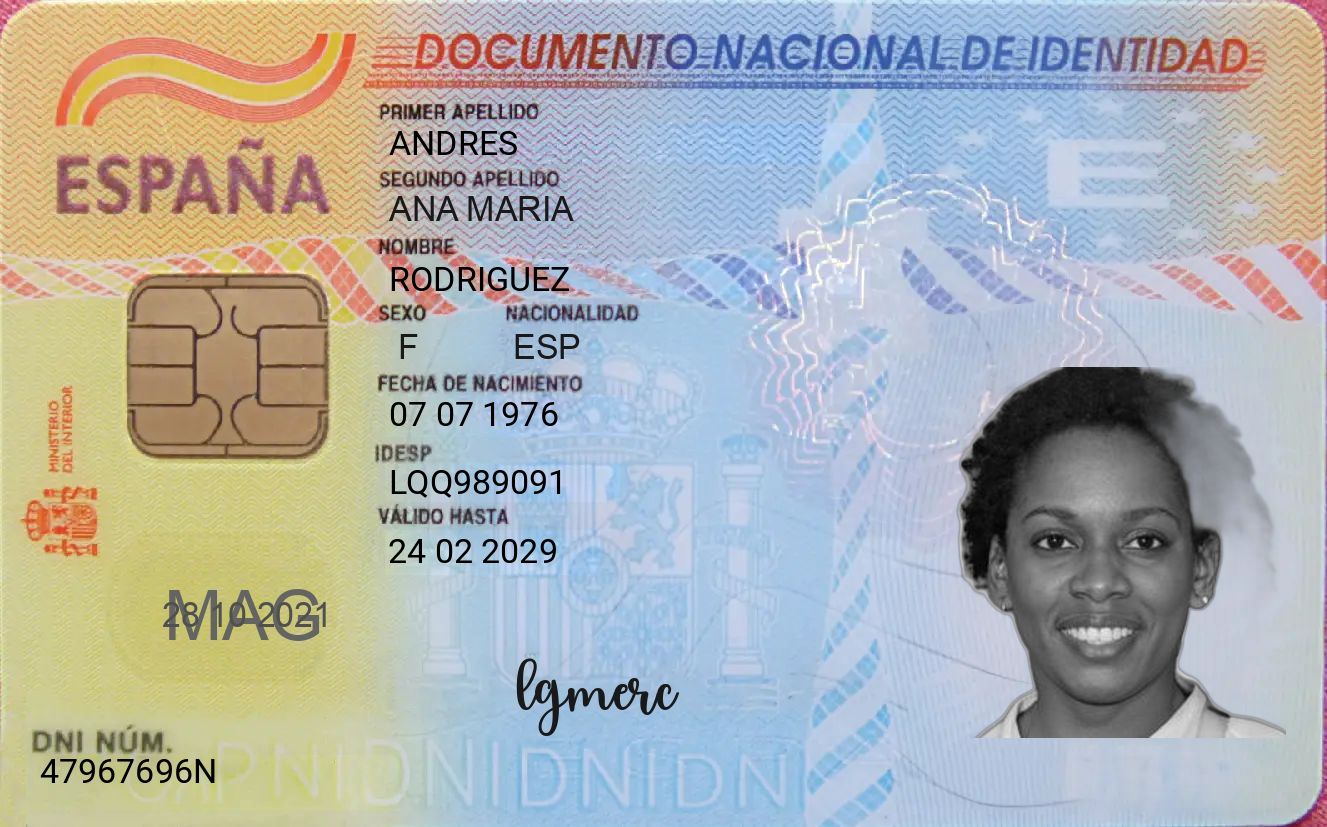 DOCUMENTO NACIONAL DE IDENTIDAD
ESPAÑA
PRIMER APELLIDO
ANDRES
SEGUNDO APELLIDO
ANA MARIA
NOMBRE
RODRIGUEZ
SEXO NACIONALIDAD
F ESP
FECHA DE NACIMIENTO
07 07 1976
IDESP
LQQ989091
VÁLIDO HASTA
24 02 2029
MINISTERIO
DEL INTERIOR
E
MAG
28 10 2021
lgmerc
DNI NÚM.
47967696N
DNIDNIDNIDNI